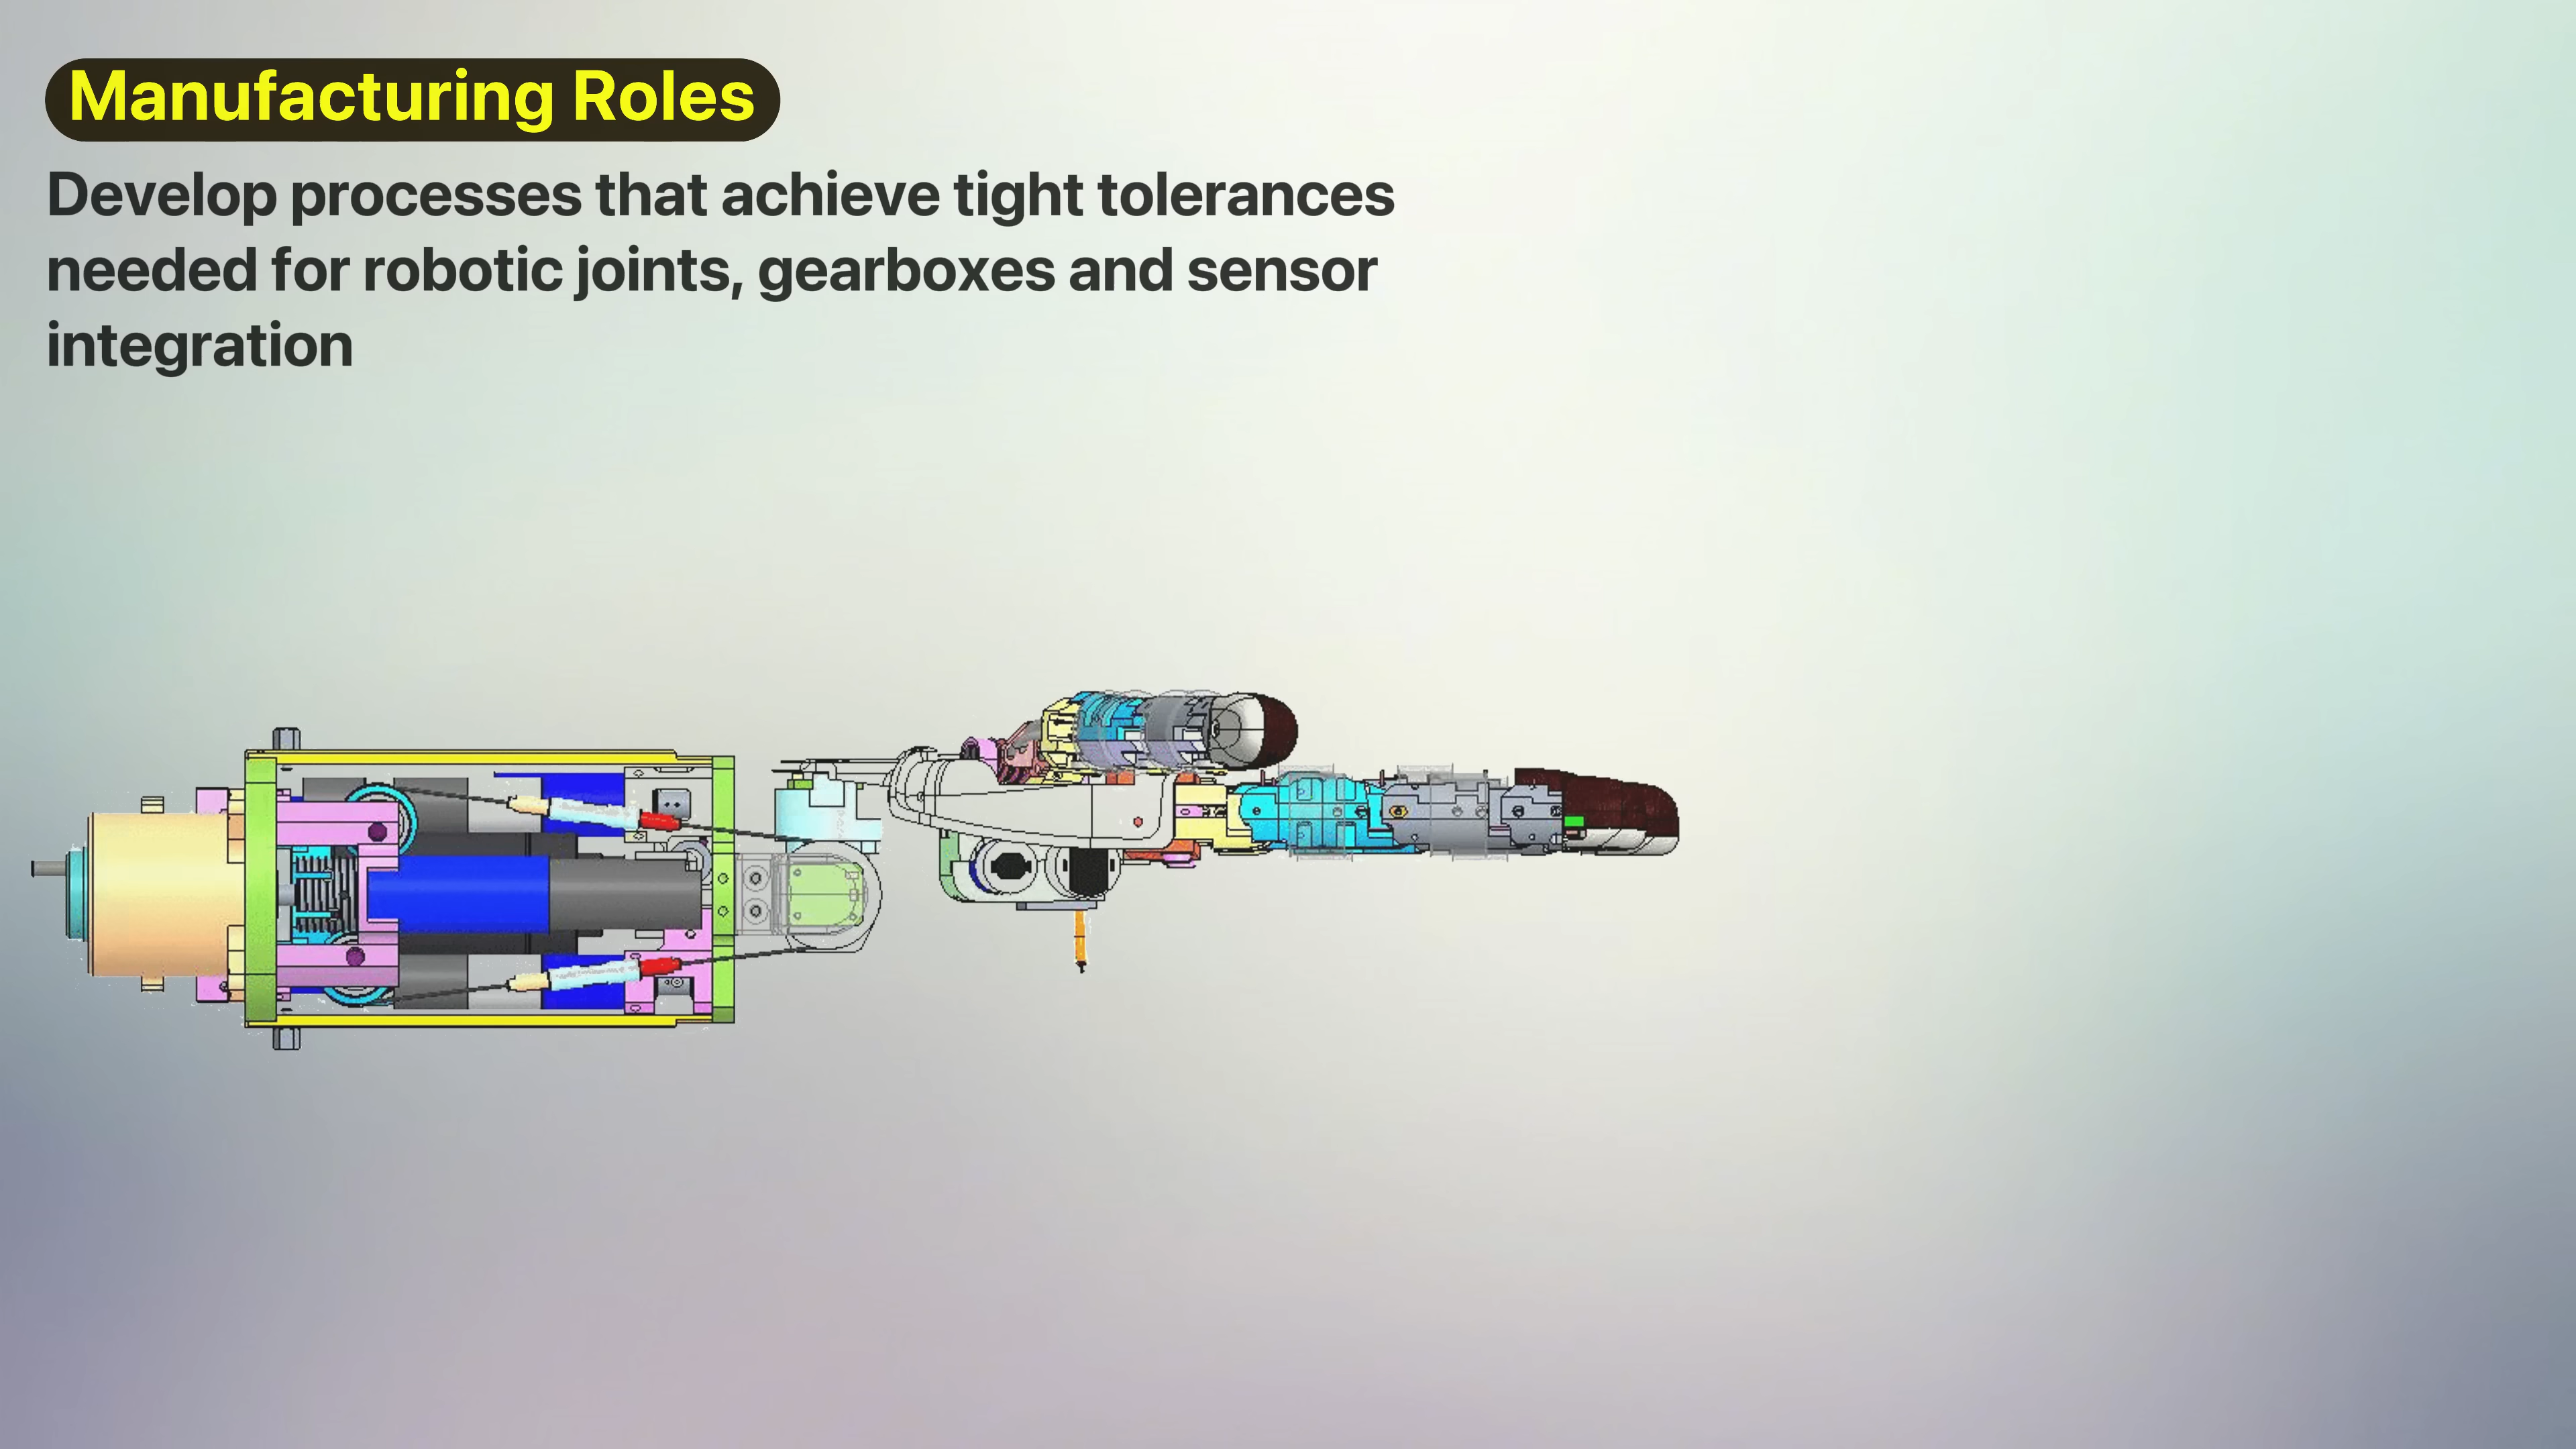 Manufacturing Roles
Develop processes that achieve tight tolerances
needed for robotic joints, gearboxes and sensor
integration